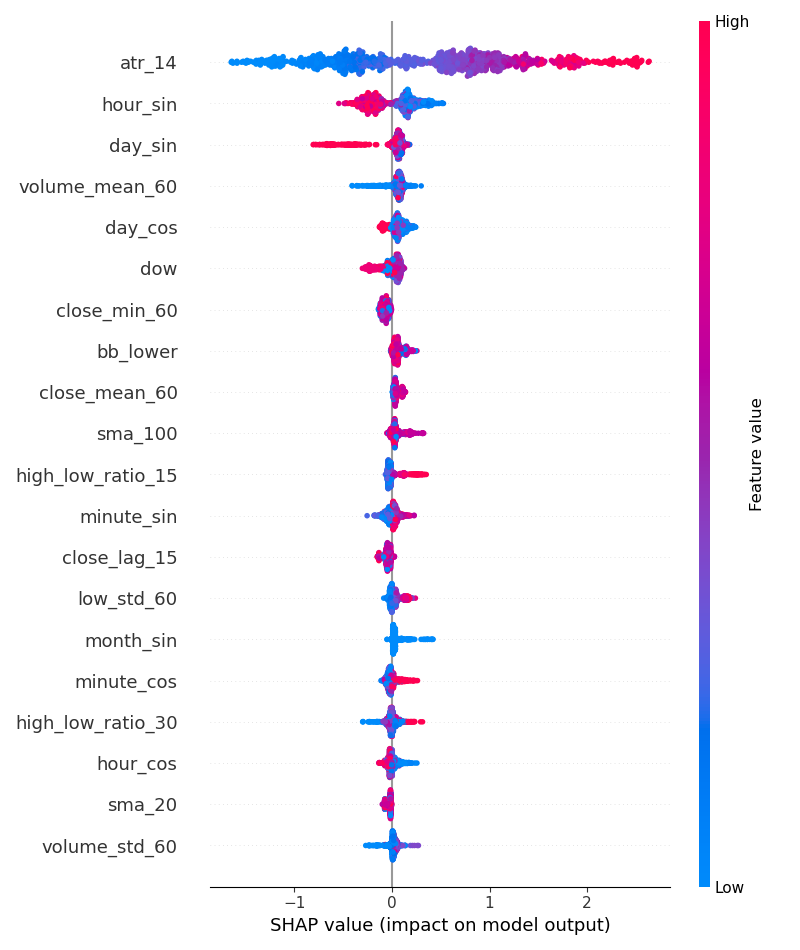 High
atr_14
hour_sin
day_sin
volume_mean_60
day_cos
dow
close_min_60
bb_lower
close_mean_60
sma_100
high_low_ratio_15
minute_sin
close_lag_15
low_std_60
month_sin
minute_cos
high_low_ratio_30
hour_cos
sma_20
volume_std_60
Feature value
Low
−1 0 1 2
SHAP value (impact on model output)